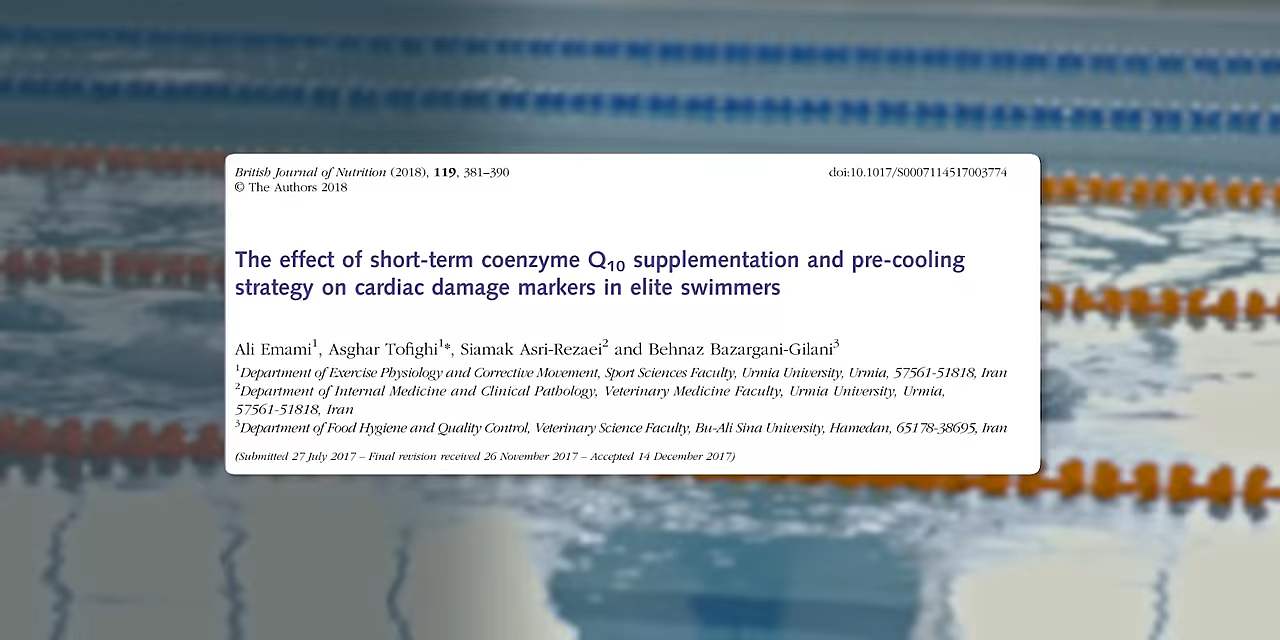 British Journal of Nutrition (2018), 119, 381–390
doi:10.1017/S0007114517003774
© The Authors 2018
The effect of short-term coenzyme Q10 supplementation and pre-cooling
strategy on cardiac damage markers in elite swimmers
Ali Emami1, Asghar Tofighi1*, Siamak Asri-Rezaei2 and Behnaz Bazargani-Gilani3
1Department of Exercise Physiology and Corrective Movement, Sport Sciences Faculty, Urmia University, Urmia, 57561-51818, Iran
2Department of Internal Medicine and Clinical Pathology, Veterinary Medicine Faculty, Urmia University, Urmia,
57561-51818, Iran
3Department of Food Hygiene and Quality Control, Veterinary Science Faculty, Bu-Ali Sina University, Hamedan, 65178-38695, Iran
(Submitted 27 July 2017 – Final revision received 26 November 2017 – Accepted 14 December 2017)